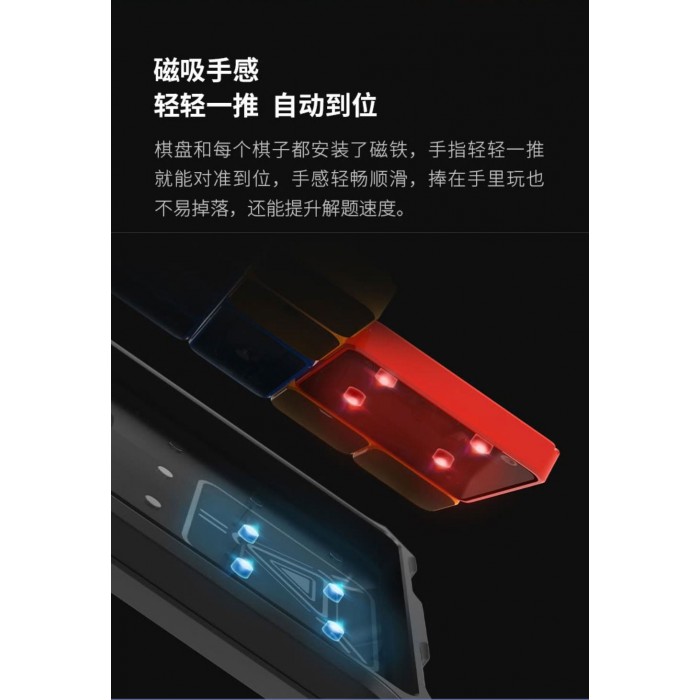 磁吸手感
轻轻一推 自动到位
棋盘和每个棋子都安装了磁铁，手指轻轻一推
就能对准到位，手感轻畅顺滑，捧在手里玩也
不易掉落，还能提升解题速度。